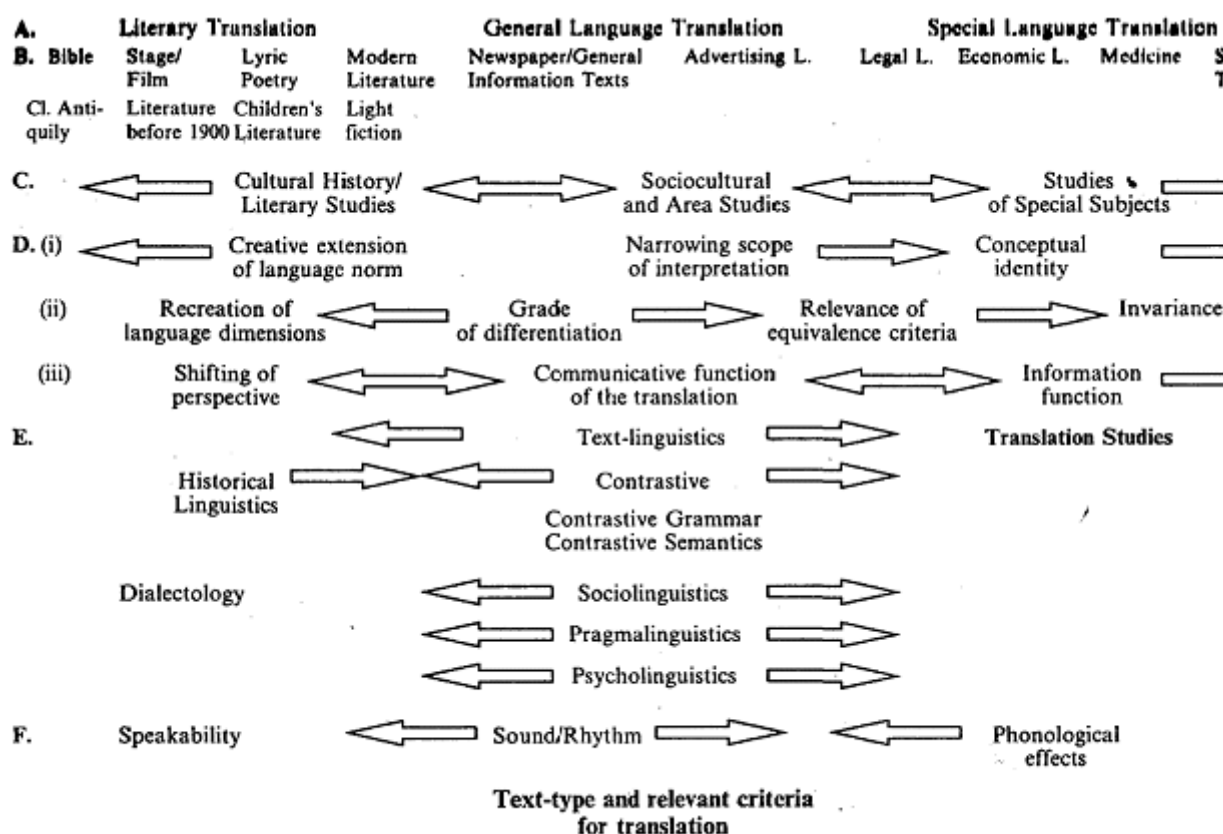 A. Literary Translation General Language Translation Special Language Translation
B. Bible Stage/ Lyric Modern Newspaper/General Advertising L. Legal L. Economic L. Medicine S
Film Poetry Literature Information Texts T
Cl. Anti- Literature Children's Light
quily before 1900 Literature fiction
C. Cultural History/ Sociocultural Studies
Literary Studies and Area Studies of Special Subjects
D. (i) Creative extension Narrowing scope Conceptual
of language norm of interpretation identity
(ii) Recreation of Grade Relevance of Invariance
language dimensions of differentiation equivalence criteria
(iii) Shifting of Communicative function Information
perspective of the translation function
E. Text-linguistics Translation Studies
Historical Contrastive
Linguistics
Contrastive Grammar
Contrastive Semantics
Dialectology Sociolinguistics
Pragmalinguistics
Psycholinguistics
F. Speakability Sound/Rhythm Phonological
effects
Text-type and relevant criteria
for translation